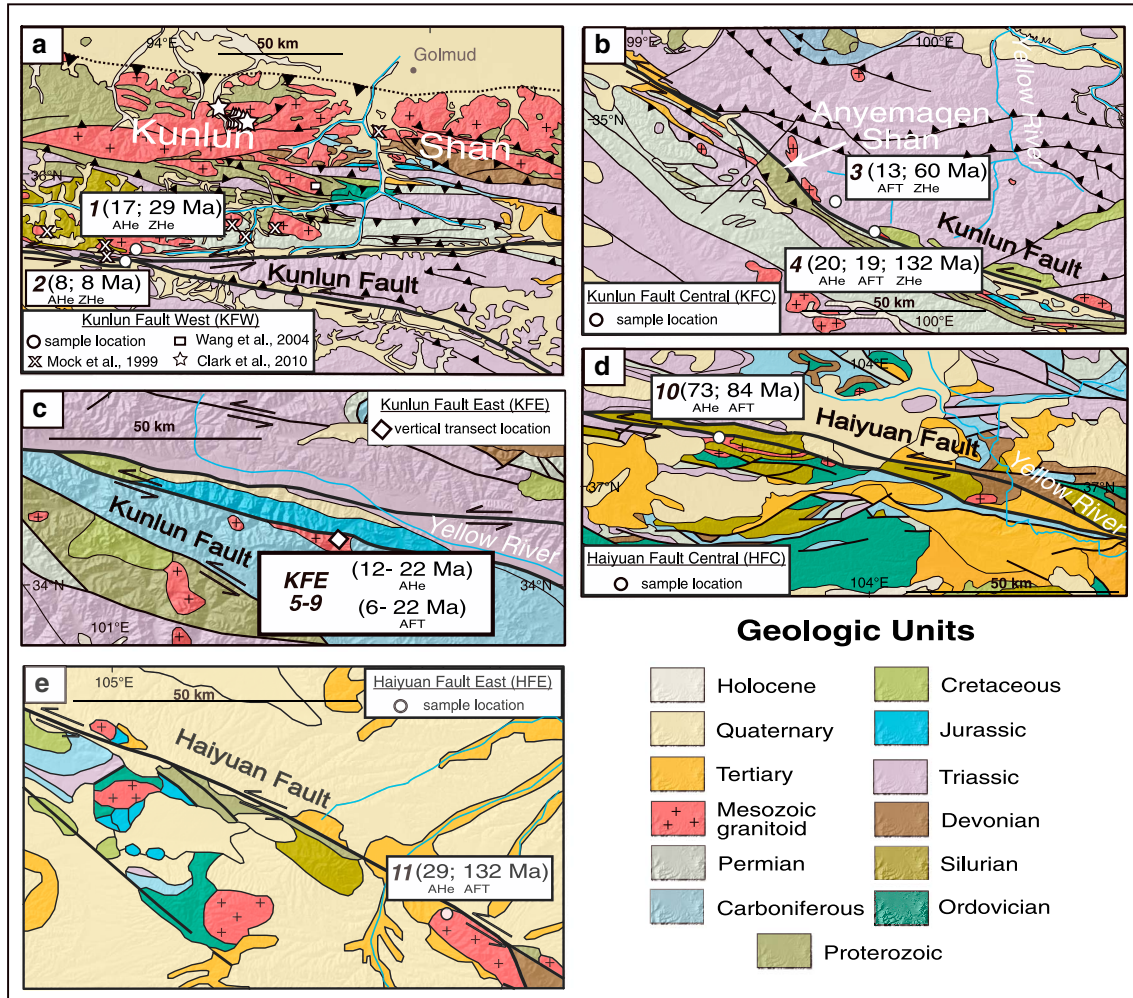 a
94°E
50 km
Golmud
Kunlun
Shan
36°N
1 (17; 29 Ma)
AHe ZHe
2 (8; 8 Ma)
AHe ZHe
Kunlun Fault
Kunlun Fault West (KFW)
sample location
Wang et al., 2004
Mock et al., 1999
Clark et al., 2010
b
99°E
100°E
35°N
Yellow River
Anyemaqen
Shan
3 (13; 60 Ma)
AFT ZHe
Kunlun Fault
4 (20; 19; 132 Ma)
AHe AFT ZHe
Kunlun Fault Central (KFC)
sample location
50 km
100°E
c
50 km
Kunlun Fault East (KFE)
vertical transect location
Kunlun Fault
Yellow River
KFE
5-9
(12- 22 Ma)
AHe
(6- 22 Ma)
AFT
34°N
34°N
101°E
d
104°E
10 (73; 84 Ma)
AHe AFT
Haiyuan Fault
Yellow River
37°N
37°N
Haiyuan Fault Central (HFC)
sample location
104°E
50 km
e
105°E
50 km
Haiyuan Fault East (HFE)
sample location
Haiyuan Fault
11 (29; 132 Ma)
AHe AFT
Geologic Units
Holocene
Cretaceous
Quaternary
Jurassic
Tertiary
Triassic
Mesozoic
granitoid
Devonian
Permian
Silurian
Carboniferous
Ordovician
Proterozoic